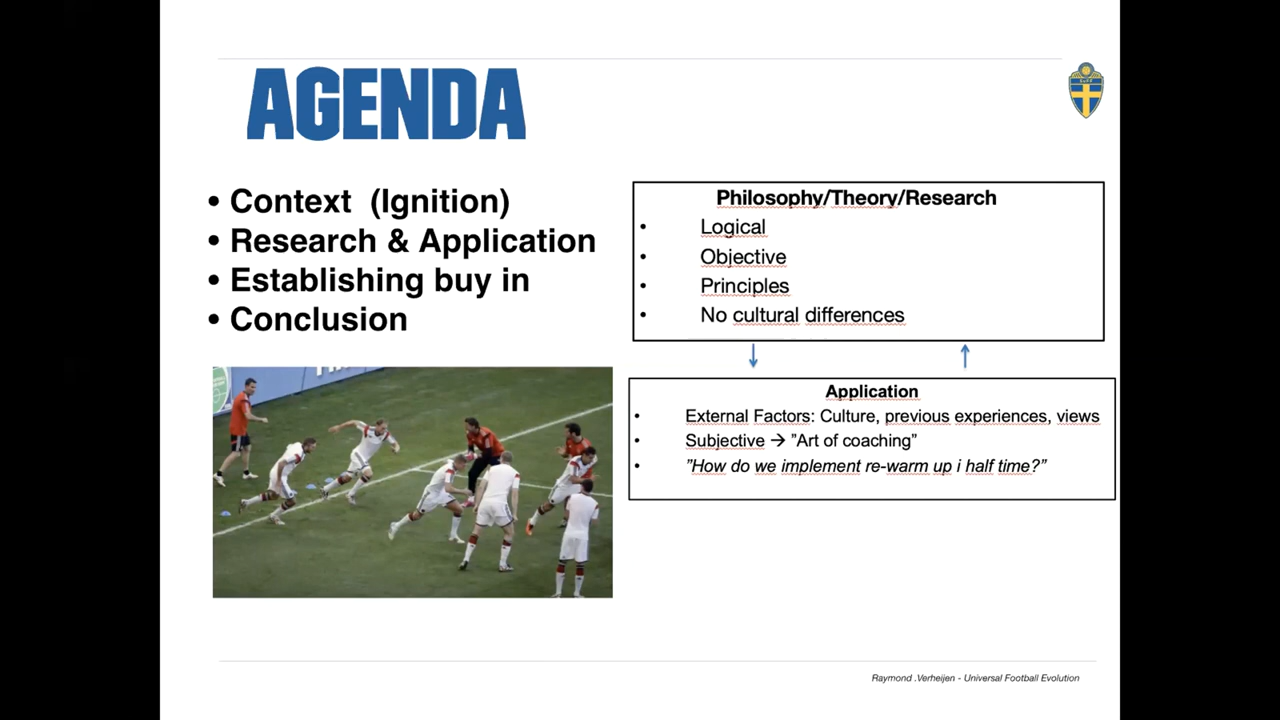 AGENDA
• Context (Ignition)
• Research & Application
• Establishing buy in
• Conclusion
Philosophy/Theory/Research
• Logical
• Objective
• Principles
• No cultural differences
Application
• External Factors: Culture, previous experiences, views
• Subjective → ”Art of coaching”
• ”How do we implement re-warm up i half time?”
Raymond .Verheijen - Universal Football Evolution